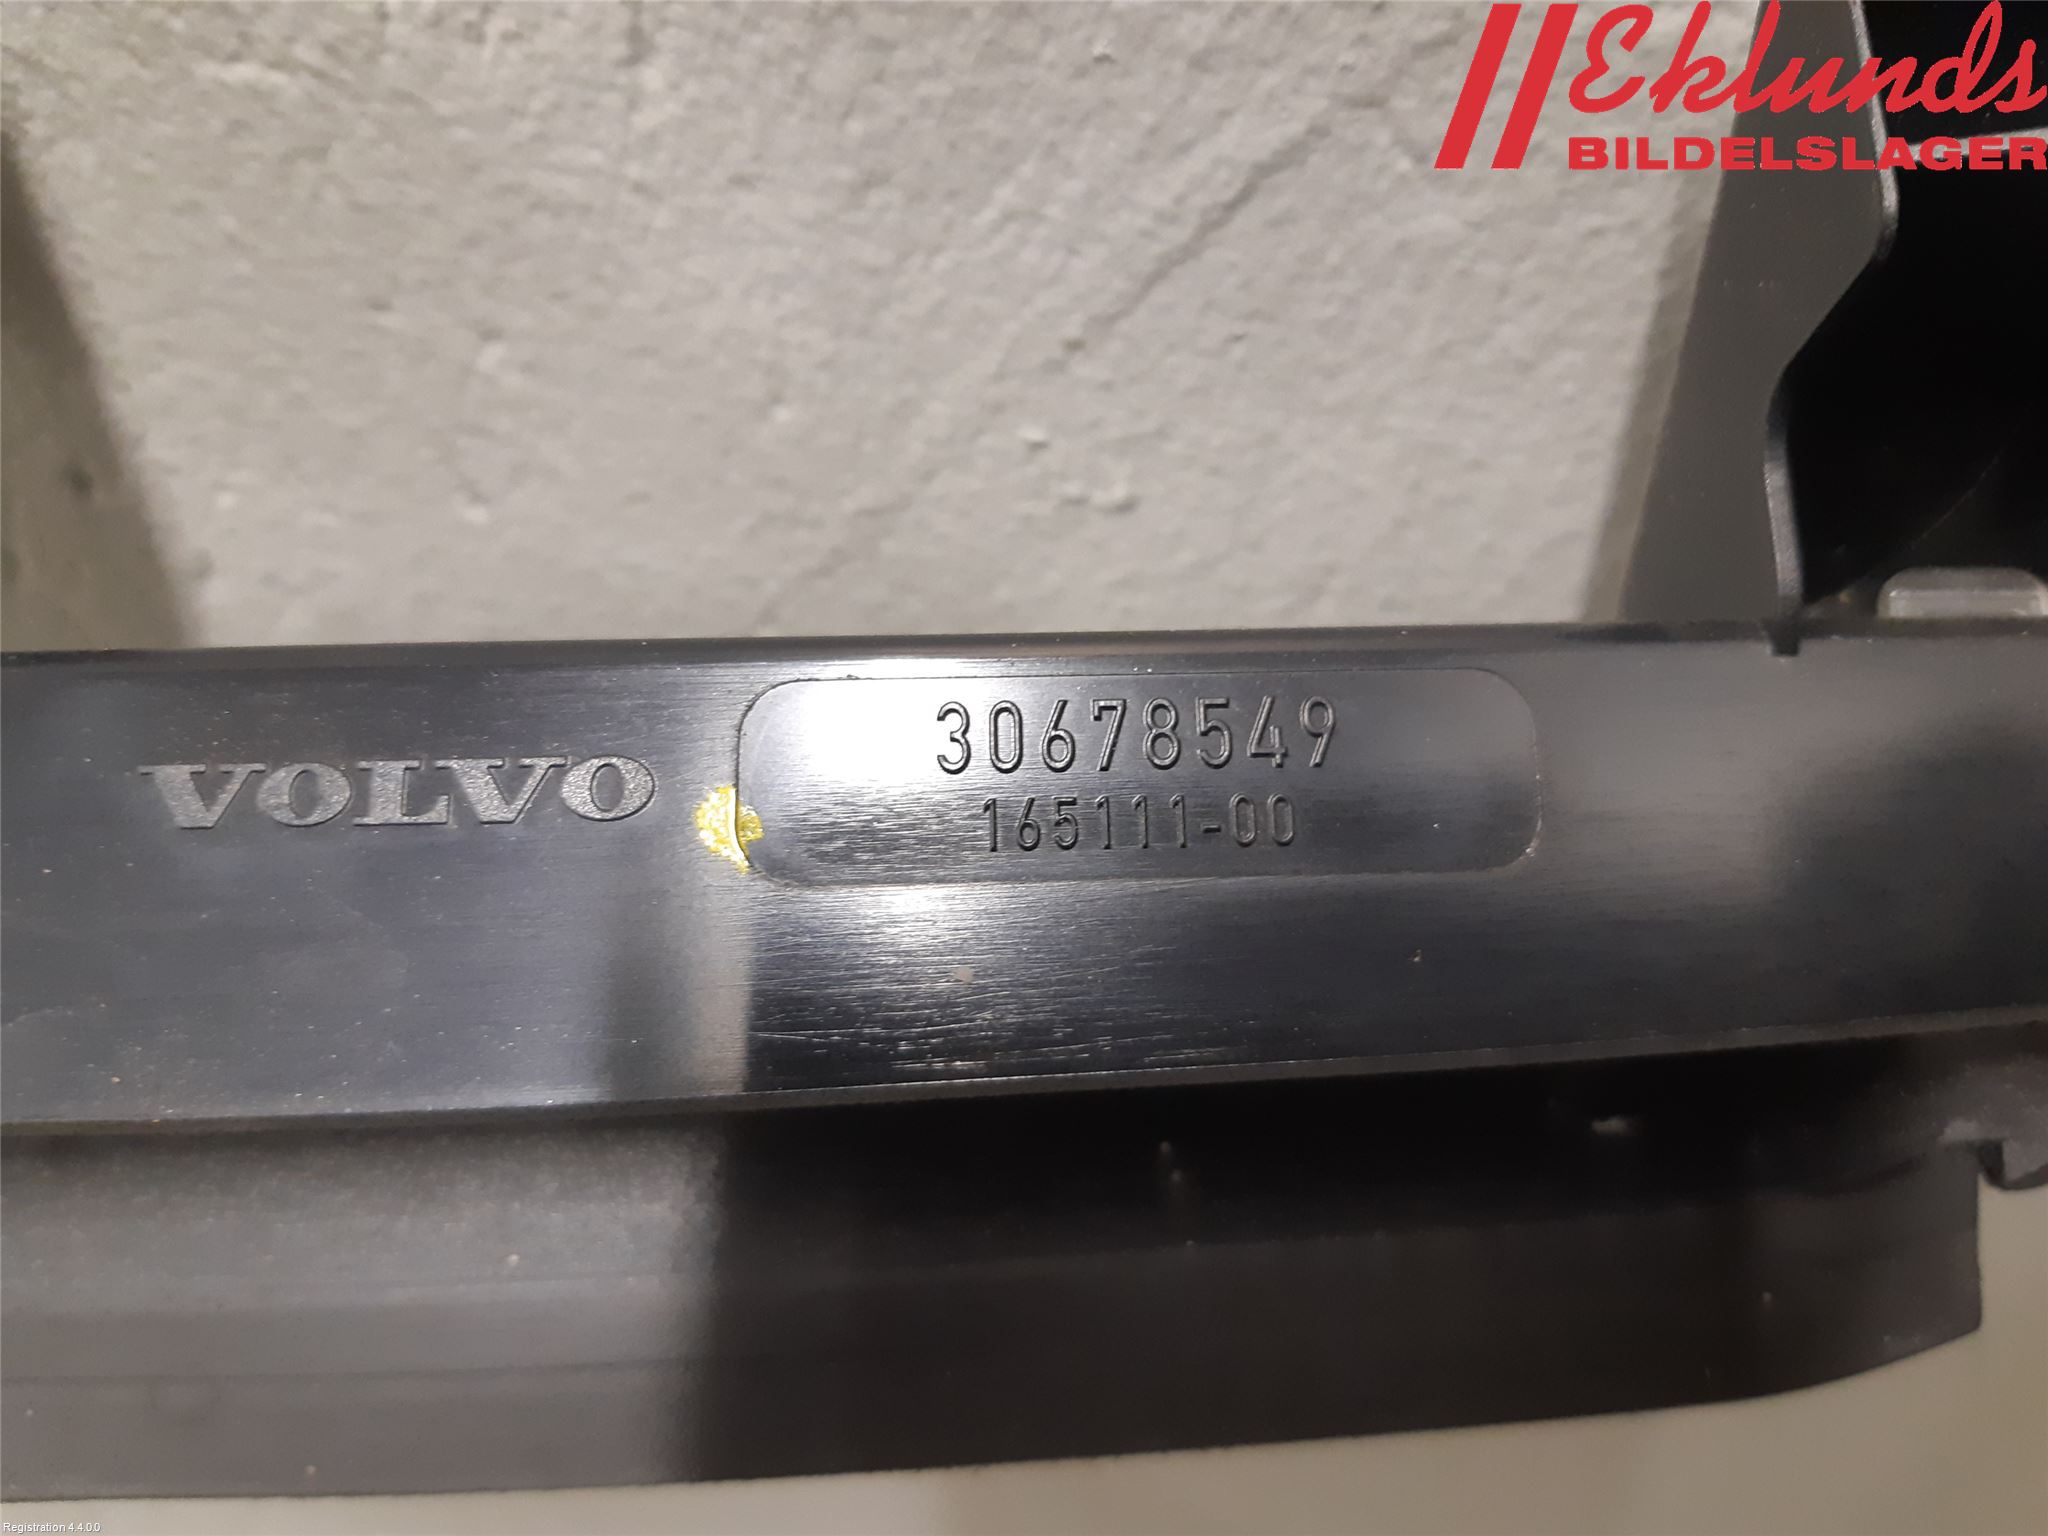 Eklunds
BILDELSLAGER
VOLVO
30678549
165111-00
Registration 4.4.0.0